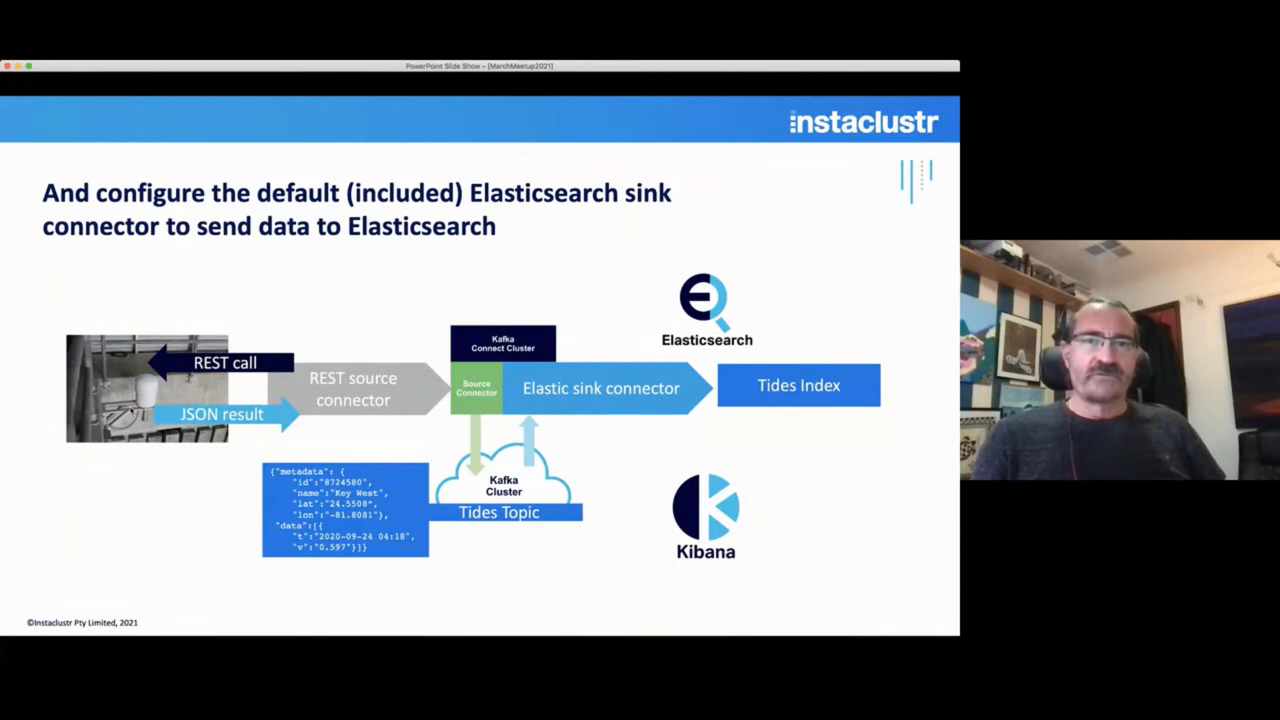 PowerPoint Slide Show – [MarchMeetup2021]
instaclustr
And configure the default (included) Elasticsearch sink
connector to send data to Elasticsearch
Elasticsearch
Kafka
Connect Cluster
REST call
JSON result
REST source
connector
Source
Connector
Elastic sink connector
Tides Index
{"metadata": {
"id":"8724580",
"name":"Key West",
"lat":"24.5508",
"lon":"-81.8081"},
"data":[{
"t":"2020-09-24 04:18",
"v":"0.597"}]}
Kafka
Cluster
Tides Topic
Kibana
©Instaclustr Pty Limited, 2021